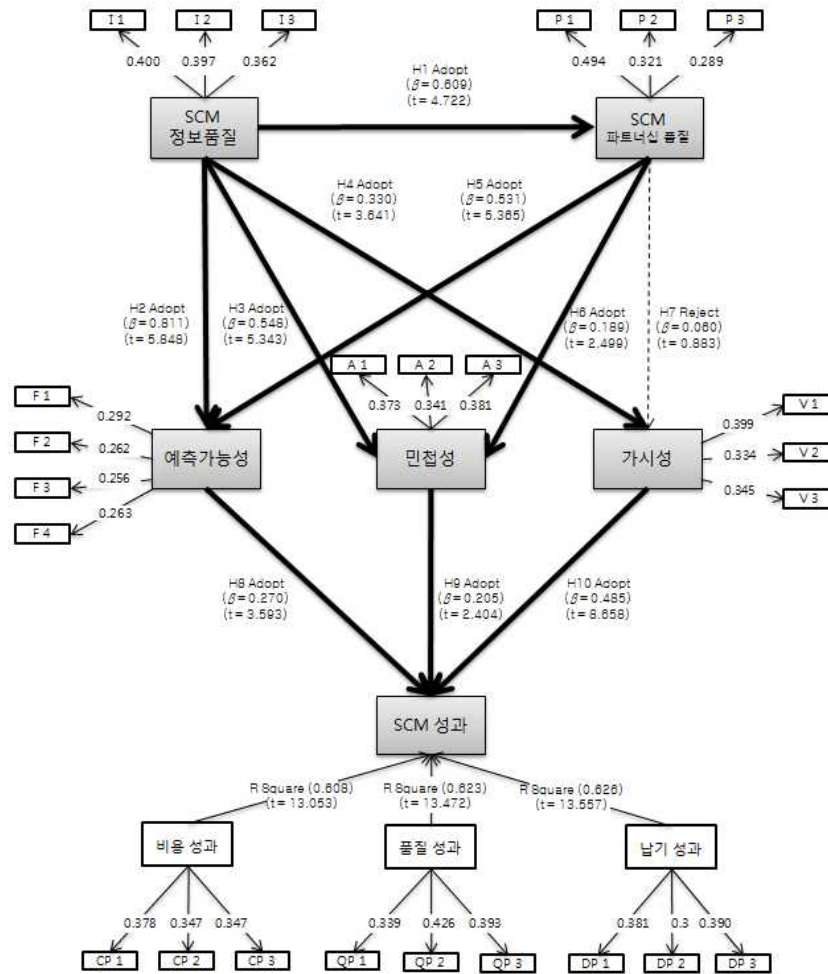 I 1
I 2
I 3
P 1
P 2
P 3
0.400
0.397
0.362
0.494
0.321
0.289
H1 Adopt
(β=0.609)
(t=4.722)
SCM
정보품질
SCM
파트너십 품질
H4 Adopt
(β=0.330)
(t=3.641)
H5 Adopt
(β=0.531)
(t=5.365)
H2 Adopt
(β=0.811)
(t=5.848)
H3 Adopt
(β=0.548)
(t=5.343)
H6 Adopt
(β=0.189)
(t=2.499)
H7 Reject
(β=0.060)
(t=0.883)
A 1
A 2
A 3
0.373
0.341
0.381
F 1
F 2
F 3
F 4
0.292
0.262
0.256
0.263
예측가능성
민첩성
가시성
0.399
0.334
0.345
V 1
V 2
V 3
H8 Adopt
(β=0.270)
(t=3.593)
H9 Adopt
(β=0.205)
(t=2.404)
H10 Adopt
(β=0.485)
(t=8.658)
SCM 성과
R Square (0.608)
(t=13.053)
R Square (0.623)
(t=13.472)
R Square (0.626)
(t=13.557)
비용 성과
품질 성과
납기 성과
0.378
0.347
0.347
0.339
0.426
0.393
0.381
0.3
0.390
CP 1
CP 2
CP 3
QP 1
QP 2
QP 3
DP 1
DP 2
DP 3